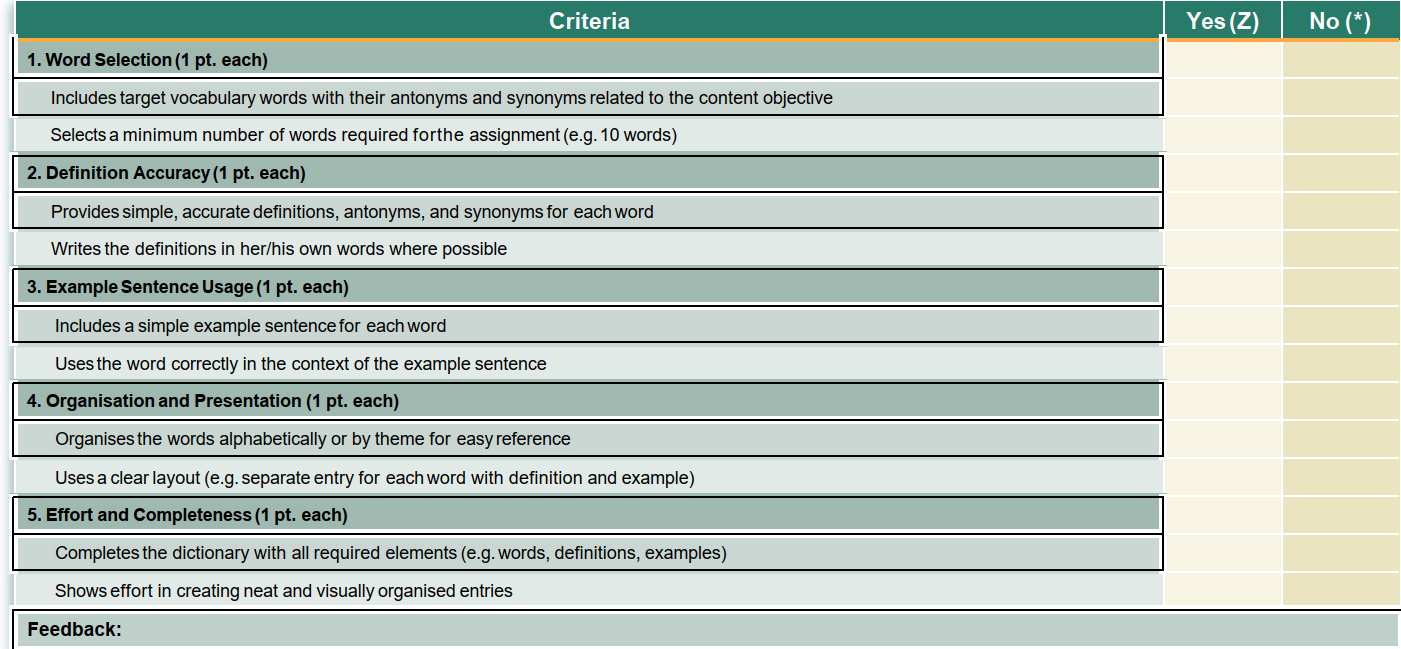 Criteria Yes (Z) No (*)
1. Word Selection (1 pt. each)
Includes target vocabulary words with their antonyms and synonyms related to the content objective
Selects a minimum number of words required forthe assignment (e.g. 10 words)
2. Definition Accuracy (1 pt. each)
Provides simple, accurate definitions, antonyms, and synonyms for each word
Writes the definitions in her/his own words where possible
3. Example Sentence Usage (1 pt. each)
Includes a simple example sentence for each word
Uses the word correctly in the context of the example sentence
4. Organisation and Presentation (1 pt. each)
Organises the words alphabetically or by theme for easy reference
Uses a clear layout (e.g. separate entry for each word with definition and example)
5. Effort and Completeness (1 pt. each)
Completes the dictionary with all required elements (e.g. words, definitions, examples)
Shows effort in creating neat and visually organised entries
Feedback: